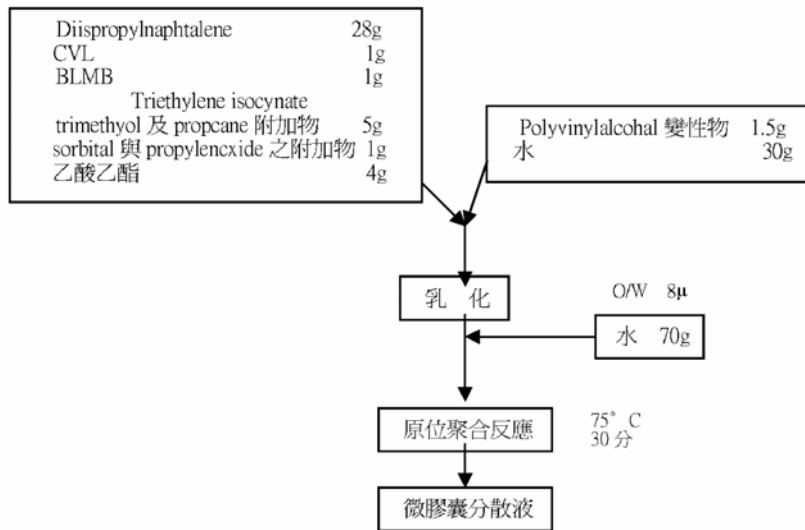 Diispropylnaphtalene 28g
CVL 1g
BLMB 1g
Triethylene isocynate
trimethyol 及 propcane 附加物 5g
sorbital 與 propylencxide 之附加物 1g
乙酸乙酯 4g
Polyvinylalcohal 變性物 1.5g
水 30g
乳 化
O/W 8μ
水 70g
原位聚合反應
75° C
30 分
微膠囊分散液